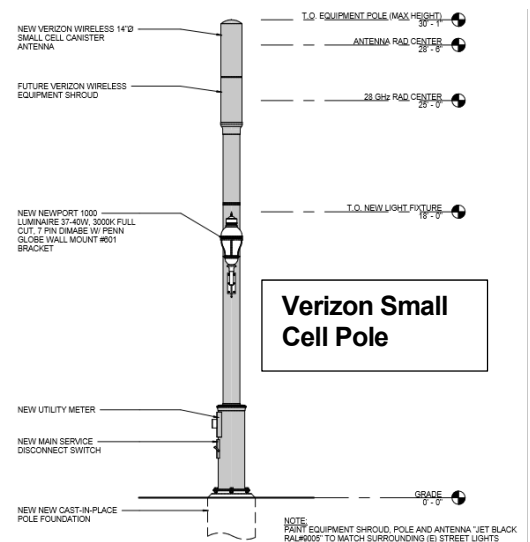 NEW VERIZON WIRELESS 14"Ø
SMALL CELL CANISTER
ANTENNA
T.O. EQUIPMENT POLE (MAX HEIGHT)
30' - 1"
ANTENNA RAD CENTER
28' - 6"
FUTURE VERIZON WIRELESS
EQUIPMENT SHROUD
28 GHz RAD CENTER
25' - 0"
T.O. NEW LIGHT FIXTURE
18' - 0"
NEW NEWPORT 1000
LUMINAIRE 37-40W, 3000K FULL
CUT, 7 PIN DIMABE W/ PENN
GLOBE WALL MOUNT #601
BRACKET
Verizon Small
Cell Pole
NEW UTILITY METER
NEW MAIN SERVICE
DISCONNECT SWITCH
GRADE
0' - 0"
NEW NEW CAST-IN-PLACE
POLE FOUNDATION
NOTE:
PAINT EQUIPMENT SHROUD, POLE AND ANTENNA "JET BLACK
RAL#9005" TO MATCH SURROUNDING (E) STREET LIGHTS